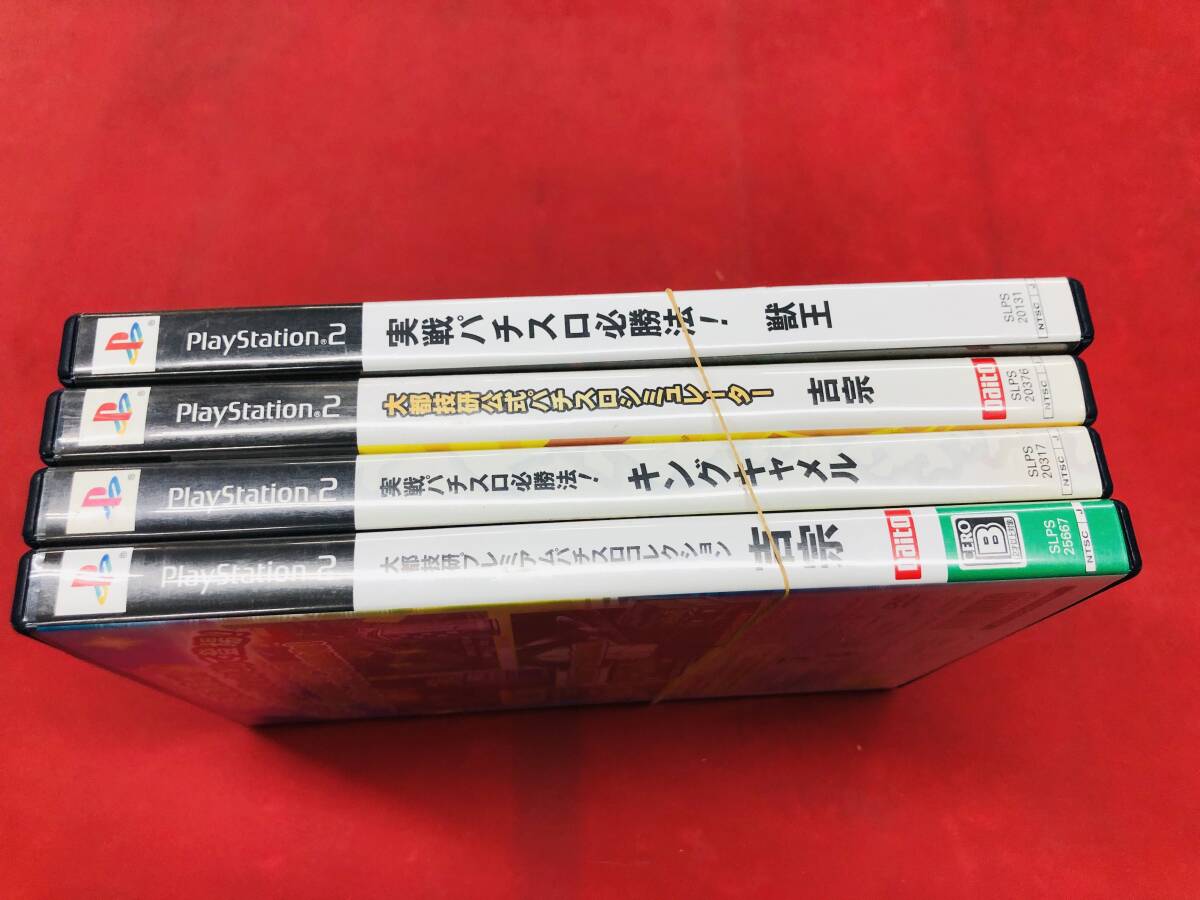 PlayStation®2 実戦パチスロ必勝法! 獣王 SLPS 20131 NTSC J
PlayStation®2 大都技研公式パチスロシミュレーター 吉宗 Daito SLPS 20376 NTSC J
PlayStation®2 実戦パチスロ必勝法! キングキャメル SLPS 20317 NTSC J
PlayStation®2 大都技研プレミアムパチスロコレクション 吉宗 Daito CERO B SLPS 25667 NTSC J